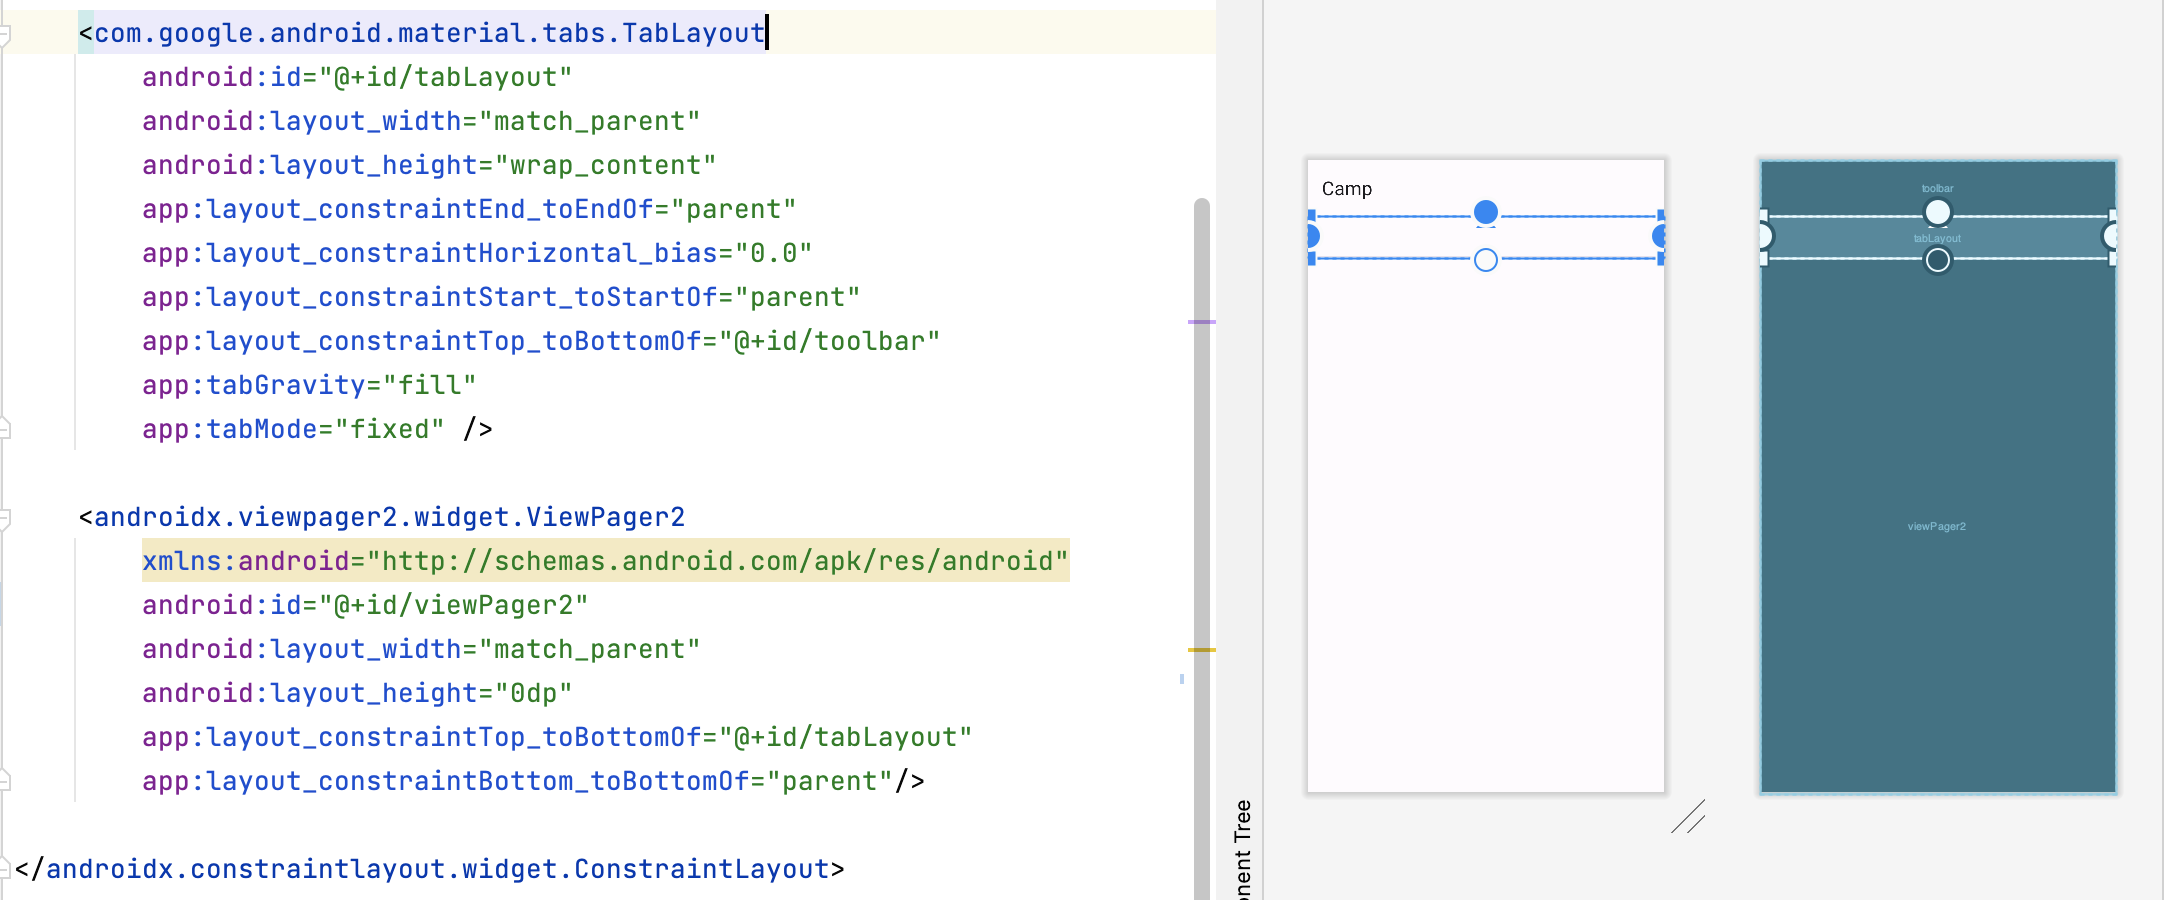 <com.google.android.material.tabs.TabLayout
android:id="@+id/tabLayout"
android:layout_width="match_parent"
android:layout_height="wrap_content"
app:layout_constraintEnd_toEndOf="parent"
app:layout_constraintHorizontal_bias="0.0"
app:layout_constraintStart_toStartOf="parent"
app:layout_constraintTop_toBottomOf="@+id/toolbar"
app:tabGravity="fill"
app:tabMode="fixed" />
<androidx.viewpager2.widget.ViewPager2
xmlns:android="http://schemas.android.com/apk/res/android"
android:id="@+id/viewPager2"
android:layout_width="match_parent"
android:layout_height="0dp"
app:layout_constraintTop_toBottomOf="@+id/tabLayout"
app:layout_constraintBottom_toBottomOf="parent"/>
</androidx.constraintlayout.widget.ConstraintLayout>
onent Tree
Camp
toolbar
tabLayout
viewPager2